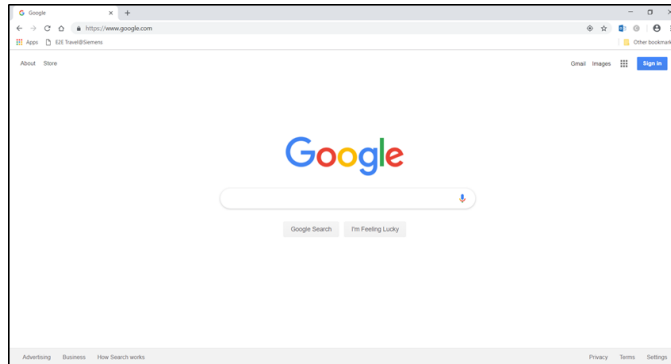 Google
https://www.google.com
Apps E2E Travel@Siemens Other bookmark
About Store Gmail Images Sign in
Google
Google Search I'm Feeling Lucky
Advertising Business How Search works Privacy Terms Settings